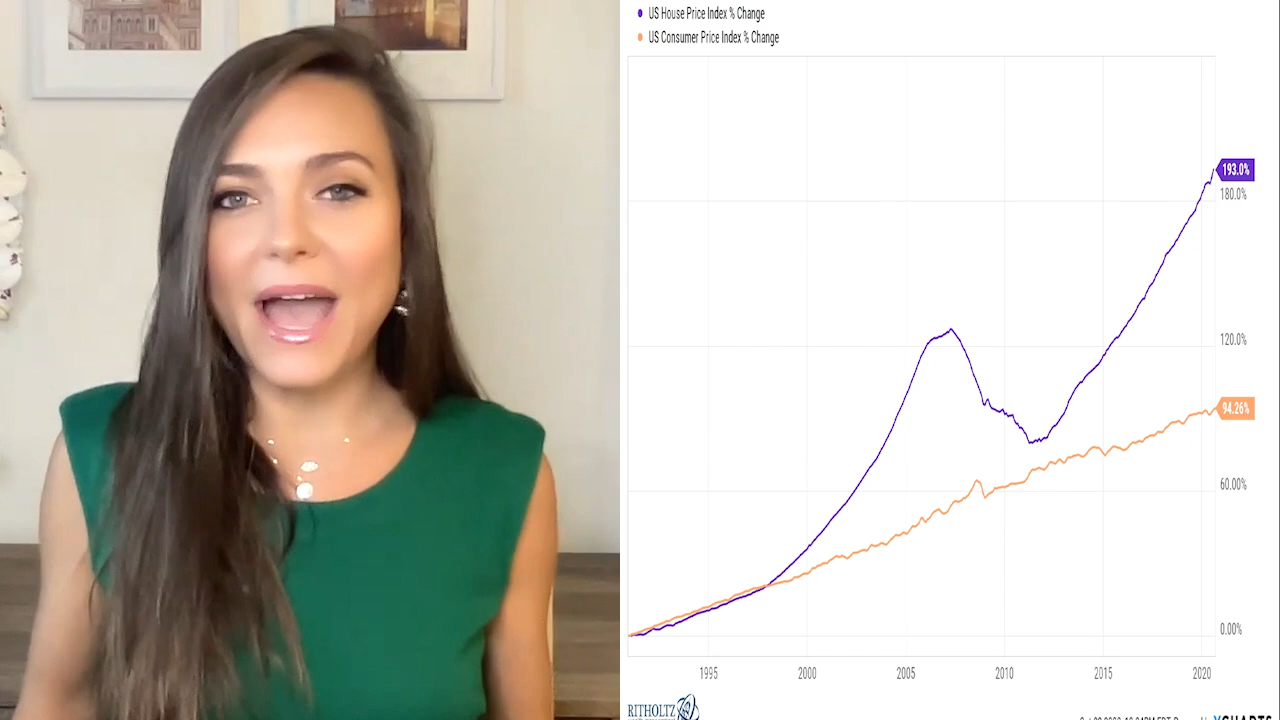 US House Price Index % Change
US Consumer Price Index % Change
193.0%
180.0%
120.0%
94.26%
60.00%
0.00%
1995 2000 2005 2010 2015 2020
RITHOLTZ
YCHARTS